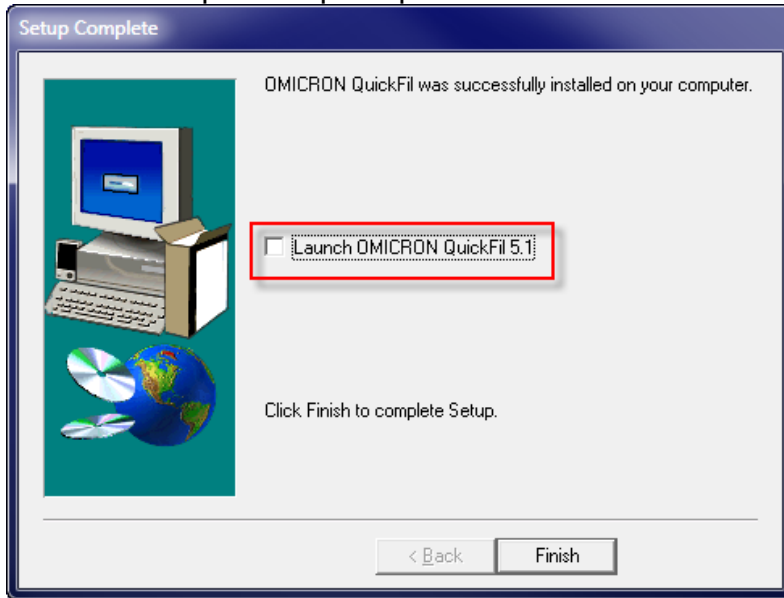 Setup Complete
OMICRON QuickFil was successfully installed on your computer.
Launch OMICRON QuickFil 5.1
Click Finish to complete Setup.
< Back
Finish